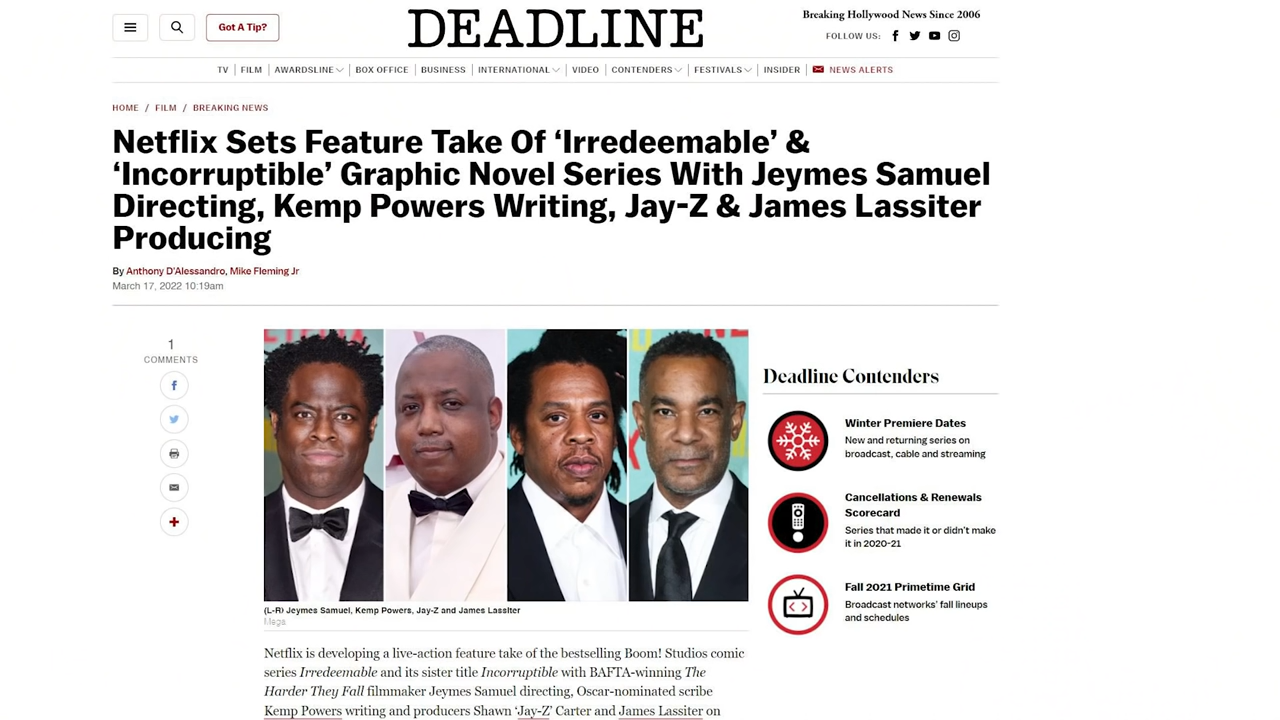 Got A Tip?
DEADLINE
Breaking Hollywood News Since 2006
FOLLOW US:
TV | FILM | AWARDSLINE | BOX OFFICE | BUSINESS | INTERNATIONAL | VIDEO | CONTENDERS | FESTIVALS | INSIDER | NEWS ALERTS
HOME / FILM / BREAKING NEWS
Netflix Sets Feature Take Of ‘Irredeemable’ &
‘Incorruptible’ Graphic Novel Series With Jeymes Samuel
Directing, Kemp Powers Writing, Jay-Z & James Lassiter
Producing
By Anthony D'Alessandro, Mike Fleming Jr
March 17, 2022 10:19am
1
COMMENTS
(L-R) Jeymes Samuel, Kemp Powers, Jay-Z and James Lassiter
Mega
Netflix is developing a live-action feature take of the bestselling Boom! Studios comic
series Irredeemable and its sister title Incorruptible with BAFTA-winning The
Harder They Fall filmmaker Jeymes Samuel directing, Oscar-nominated scribe
Kemp Powers writing and producers Shawn ‘Jay-Z’ Carter and James Lassiter on
Deadline Contenders
Winter Premiere Dates
New and returning series on
broadcast, cable and streaming
Cancellations & Renewals
Scorecard
Series that made it or didn't make
it in 2020-21
Fall 2021 Primetime Grid
Broadcast networks' fall lineups
and schedules